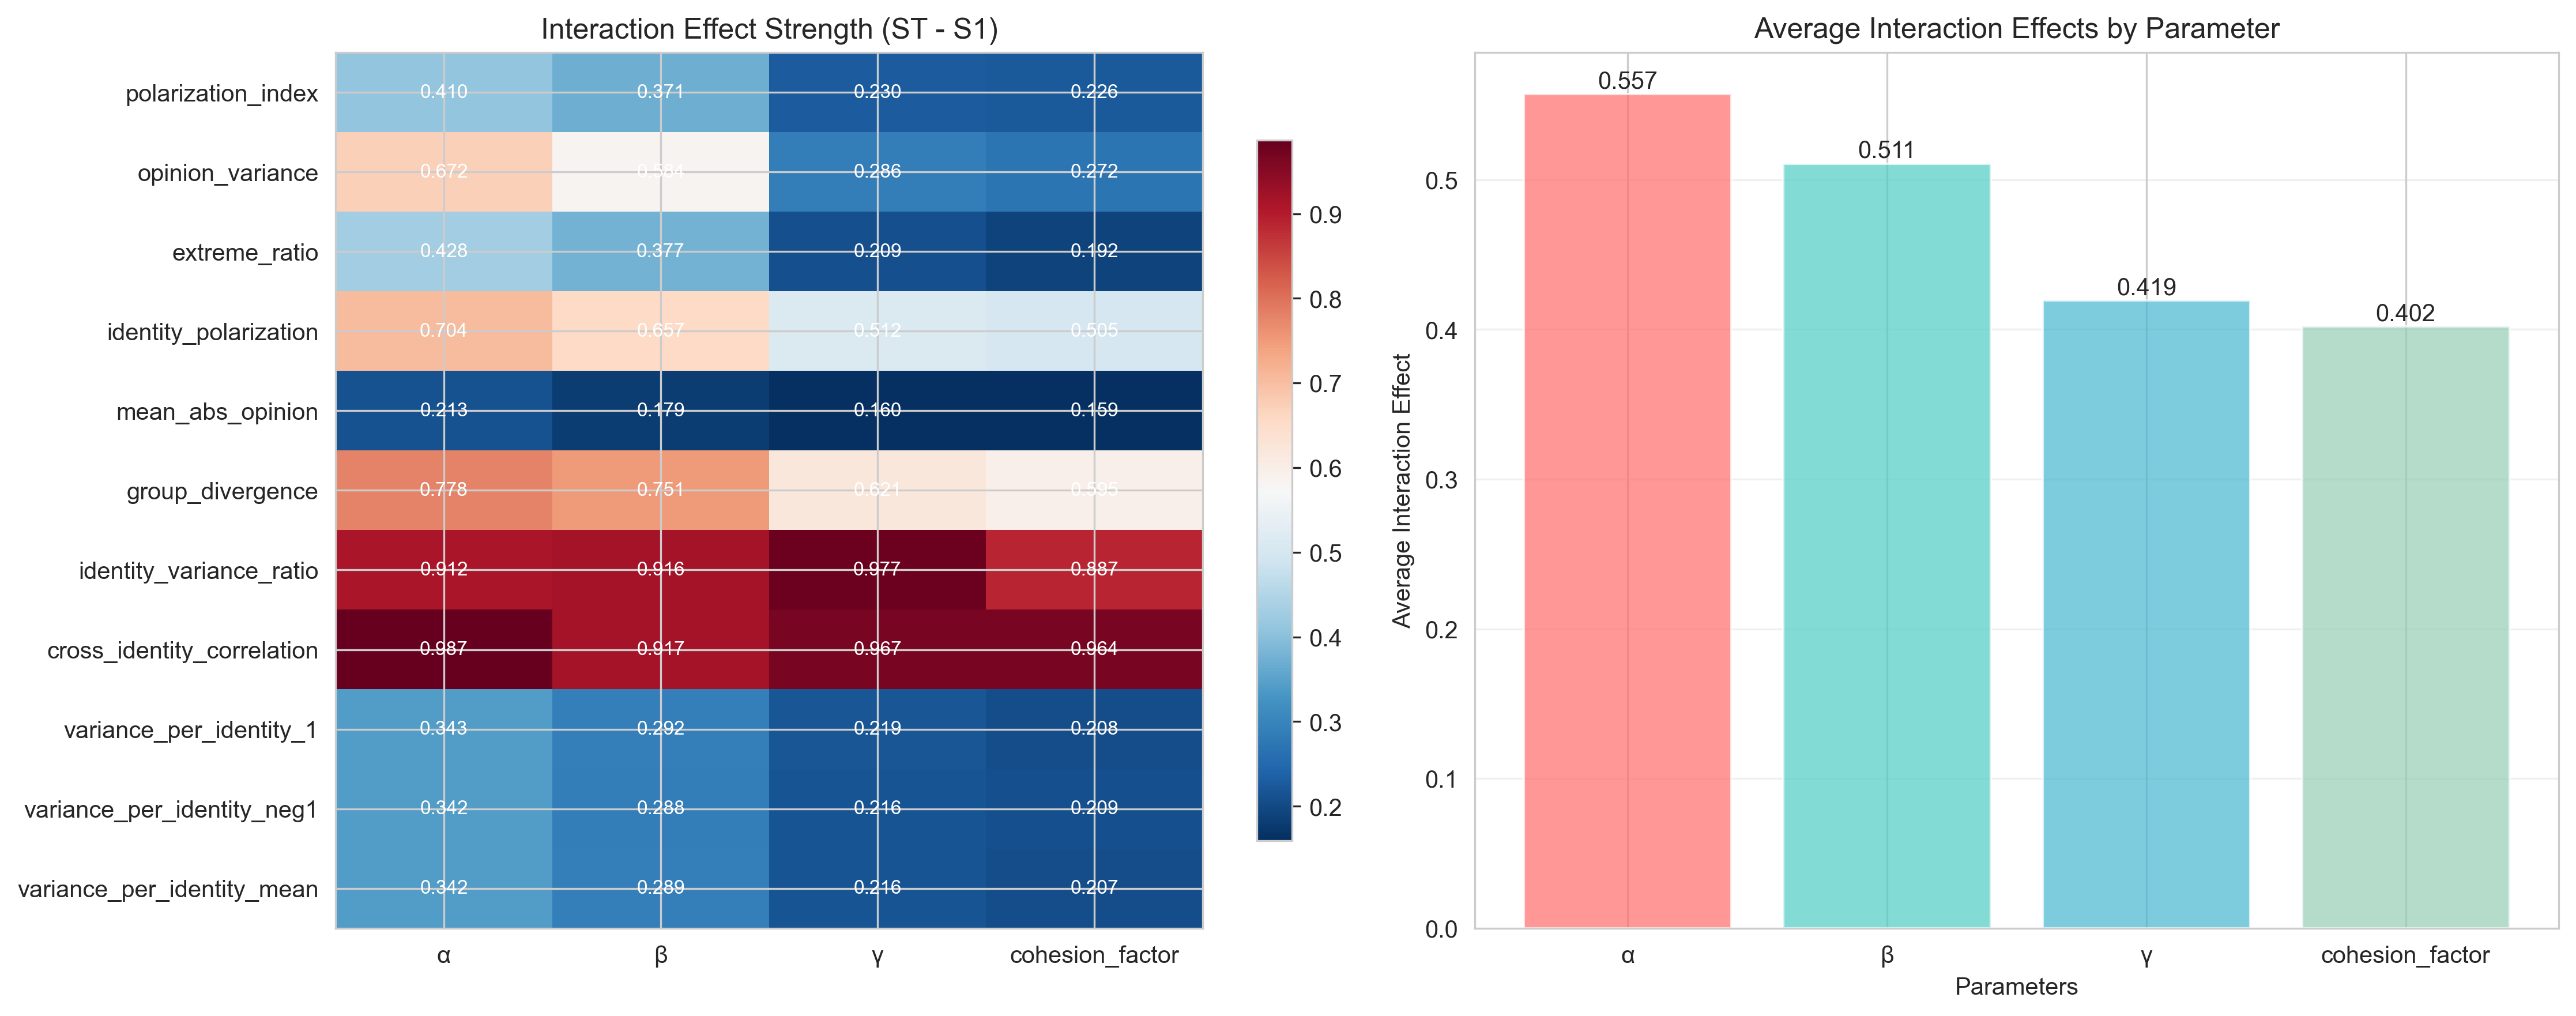 Interaction Effect Strength (ST - S1)
polarization_index 0.410 0.371 0.230 0.226
opinion_variance 0.672 0.584 0.286 0.272
extreme_ratio 0.428 0.377 0.209 0.192
identity_polarization 0.704 0.657 0.512 0.505
mean_abs_opinion 0.213 0.179 0.160 0.159
group_divergence 0.778 0.751 0.621 0.595
identity_variance_ratio 0.912 0.916 0.977 0.887
cross_identity_correlation 0.987 0.917 0.967 0.964
variance_per_identity_1 0.343 0.292 0.219 0.208
variance_per_identity_neg1 0.342 0.288 0.216 0.209
variance_per_identity_mean 0.342 0.289 0.216 0.207
α β γ cohesion_factor
0.9
0.8
0.7
0.6
0.5
0.4
0.3
0.2
Average Interaction Effects by Parameter
Average Interaction Effect
0.5
0.4
0.3
0.2
0.1
0.0
0.557
0.511
0.419
0.402
α β γ cohesion_factor
Parameters